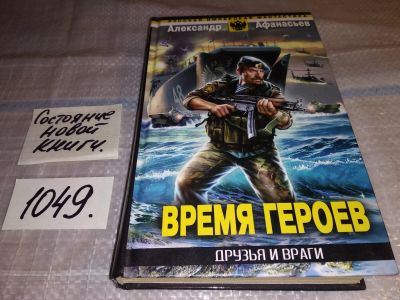 Александр Афанасьев
ВРЕМЯ ГЕРОЕВ
ДРУЗЬЯ И ВРАГИ
Состояние
новой
книги.
1049.